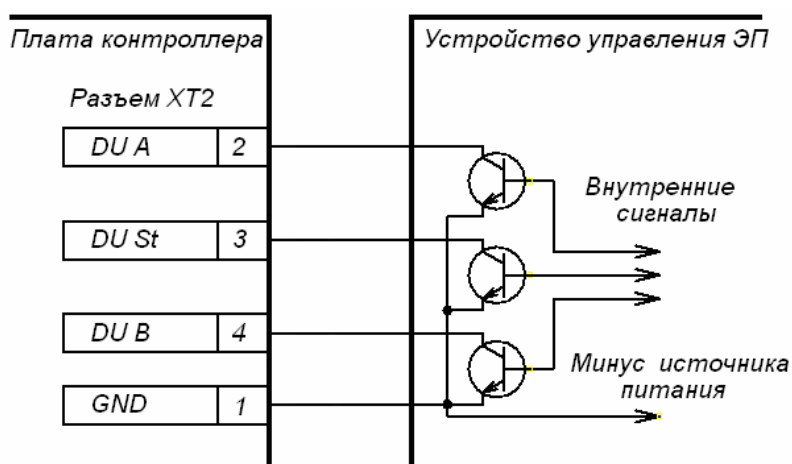 Плата контроллера
Устройство управления ЭП
Разъем XT2
DU A 2
DU St 3
DU B 4
GND 1
Внутренние
сигналы
Минус источника
питания